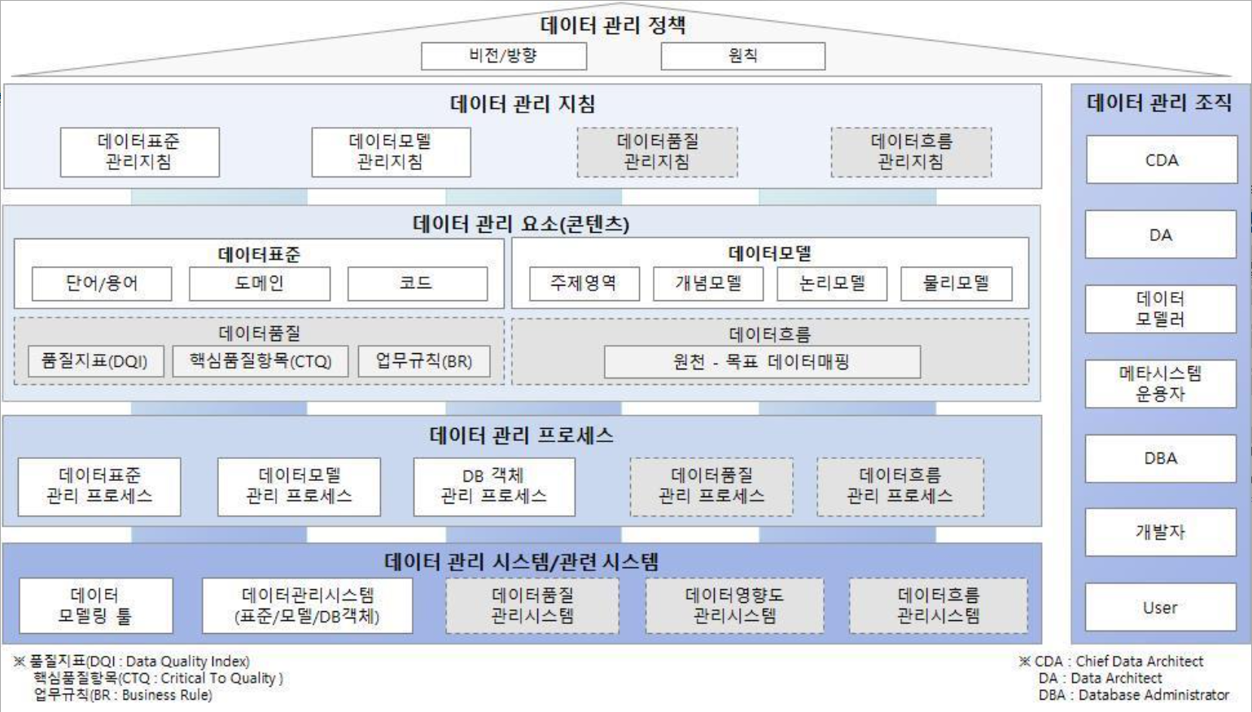 데이터 관리 정책
비전/방향
원칙
데이터 관리 지침
데이터표준
관리지침
데이터모델
관리지침
데이터품질
관리지침
데이터흐름
관리지침
데이터 관리 요소(콘텐츠)
데이터표준
단어/용어
도메인
코드
데이터모델
주제영역
개념모델
논리모델
물리모델
데이터품질
품질지표(DQI)
핵심품질항목(CTQ)
업무규칙(BR)
데이터흐름
원천 - 목표 데이터매핑
데이터 관리 프로세스
데이터표준
관리 프로세스
데이터모델
관리 프로세스
DB 객체
관리 프로세스
데이터품질
관리 프로세스
데이터흐름
관리 프로세스
데이터 관리 시스템/관련 시스템
데이터
모델링 툴
데이터관리시스템
(표준/모델/DB객체)
데이터품질
관리시스템
데이터영향도
관리시스템
데이터흐름
관리시스템
데이터 관리 조직
CDA
DA
데이터
모델러
메타시스템
운용자
DBA
개발자
User
※ 품질지표(DQI : Data Quality Index)
핵심품질항목(CTQ : Critical To Quality )
업무규칙(BR : Business Rule)
※ CDA : Chief Data Architect
DA : Data Architect
DBA : Database Administrator